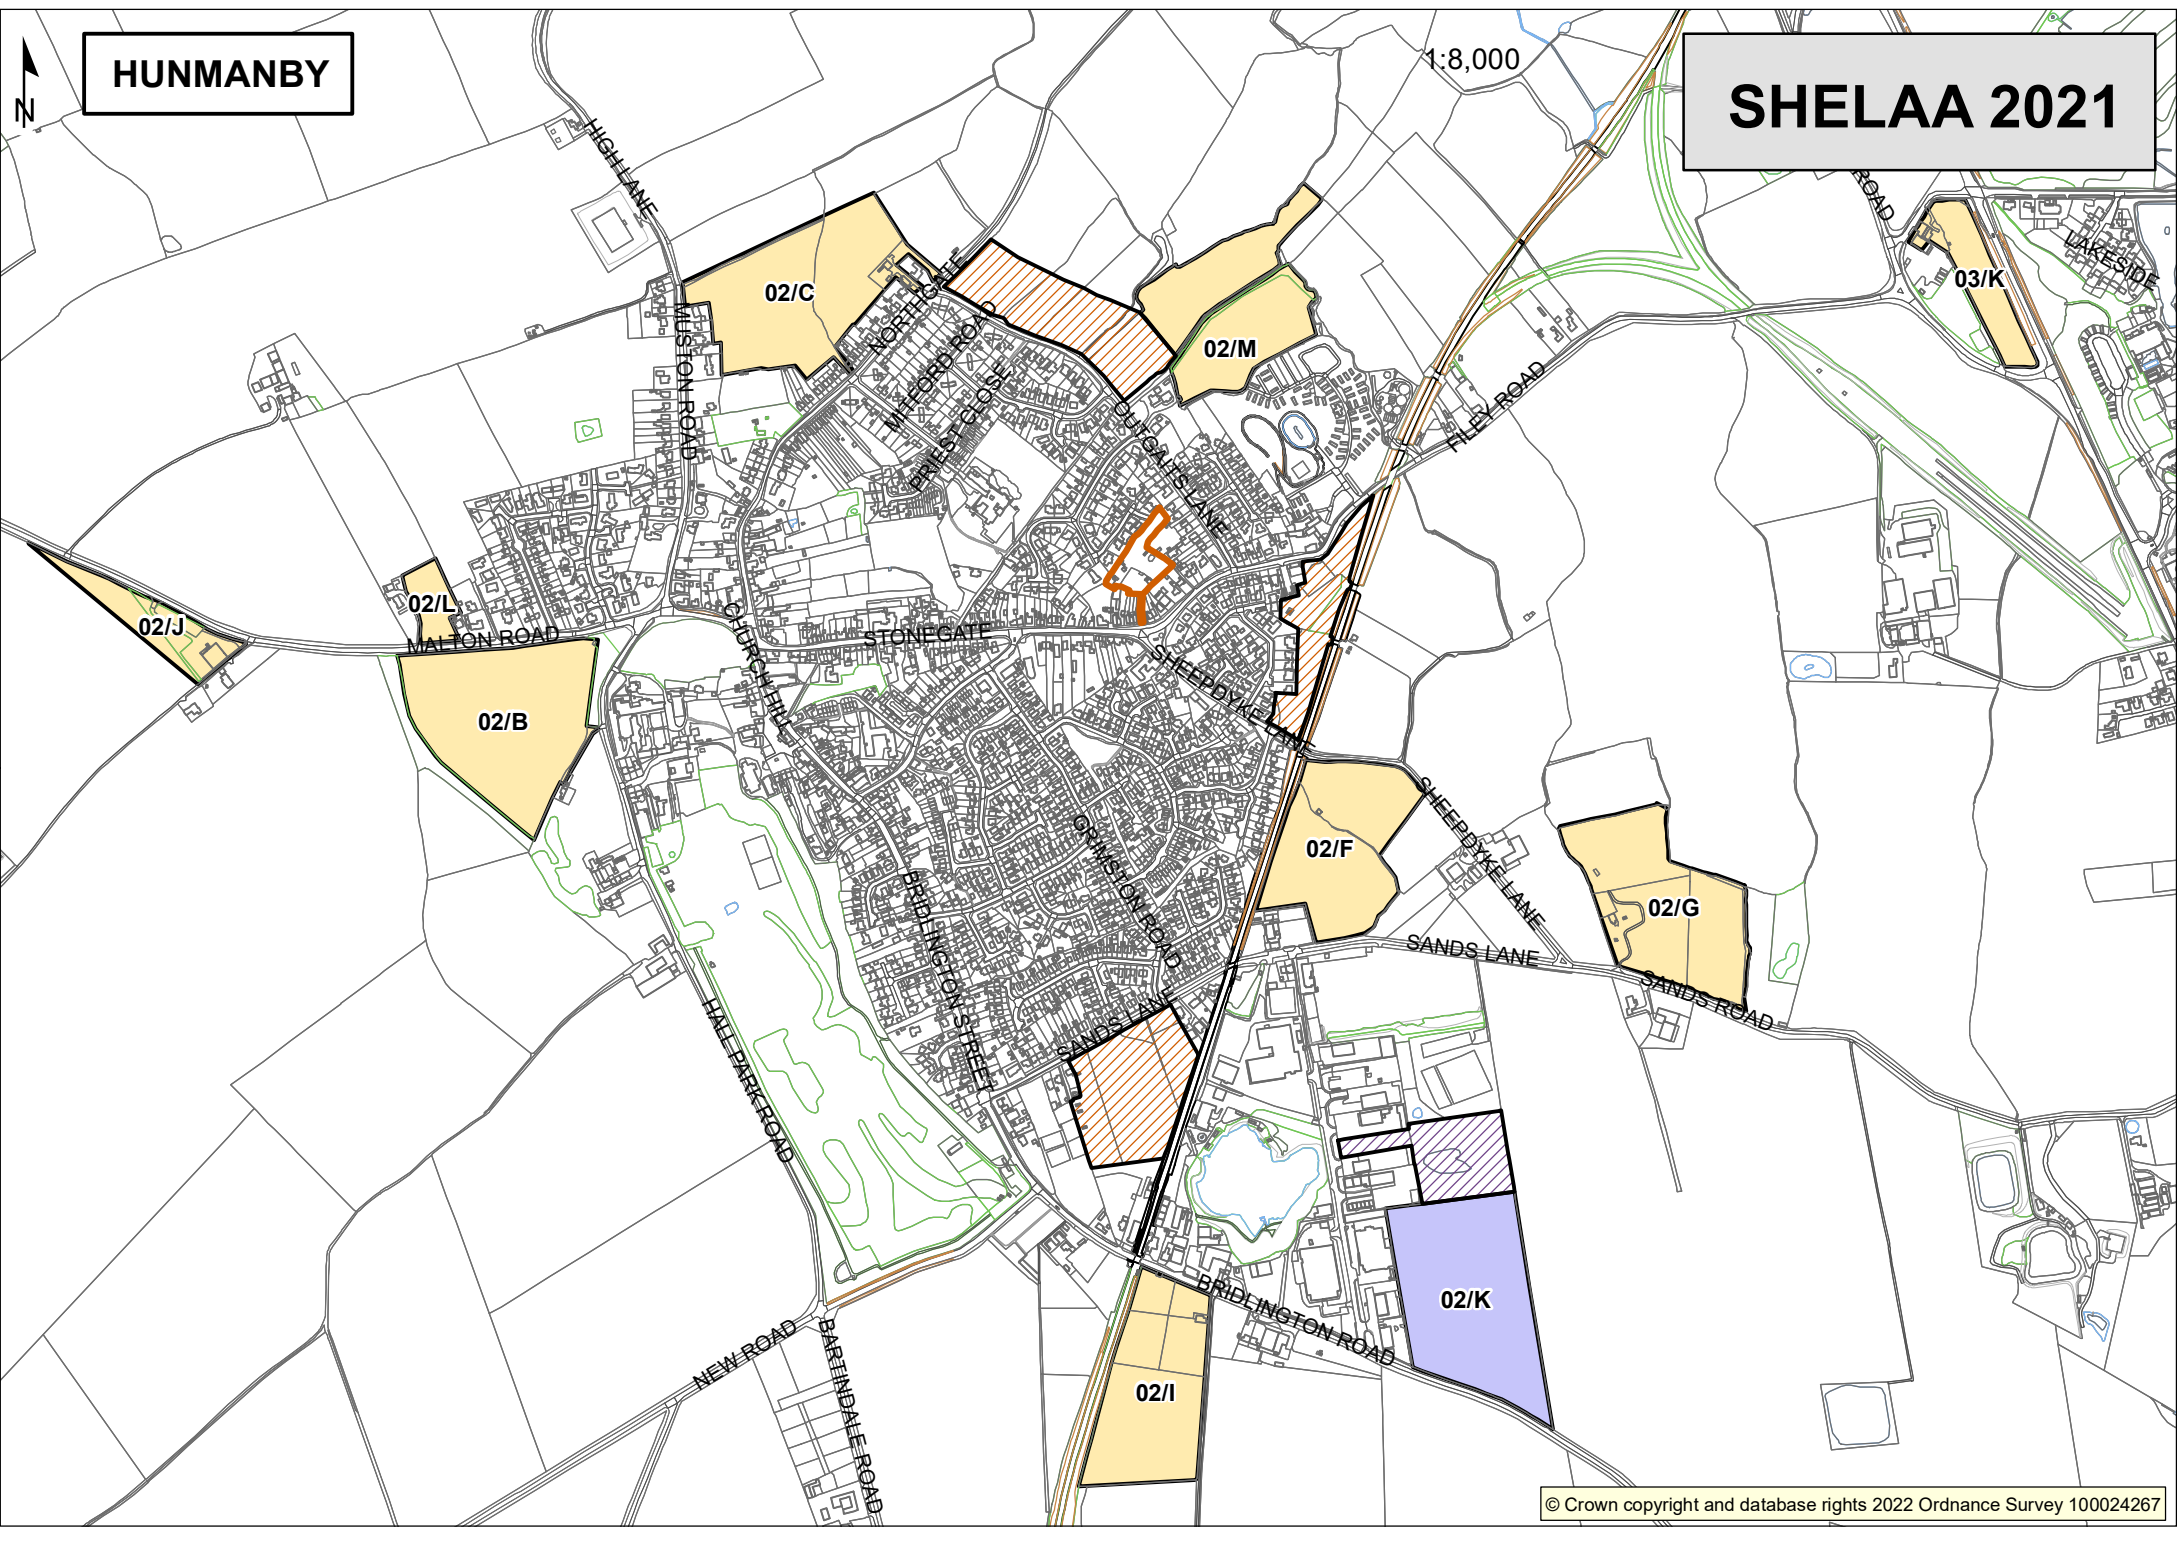 1:8,000
HUNMANBY
SHELAA 2021
N
HIGH LANE
ROAD
LAKESIDE
03/K
02/C
NORTHGATE
MUSTON ROAD
MITFORD ROAD
PRIEST CLOSE
02/M
OUTGAITS LANE
FILEY ROAD
02/L
02/J
MALTON ROAD
CHURCH HILL
STONEGATE
SHEEPDYKE LANE
02/B
02/F
SHEEPDYKE LANE
GRIMSTON ROAD
BRIDLINGTON STREET
02/G
SANDS LANE
SANDS ROAD
SANDS LANE
HALL PARK ROAD
02/K
BRIDLINGTON ROAD
NEW ROAD
BARTINDALE ROAD
02/I
© Crown copyright and database rights 2022 Ordnance Survey 100024267